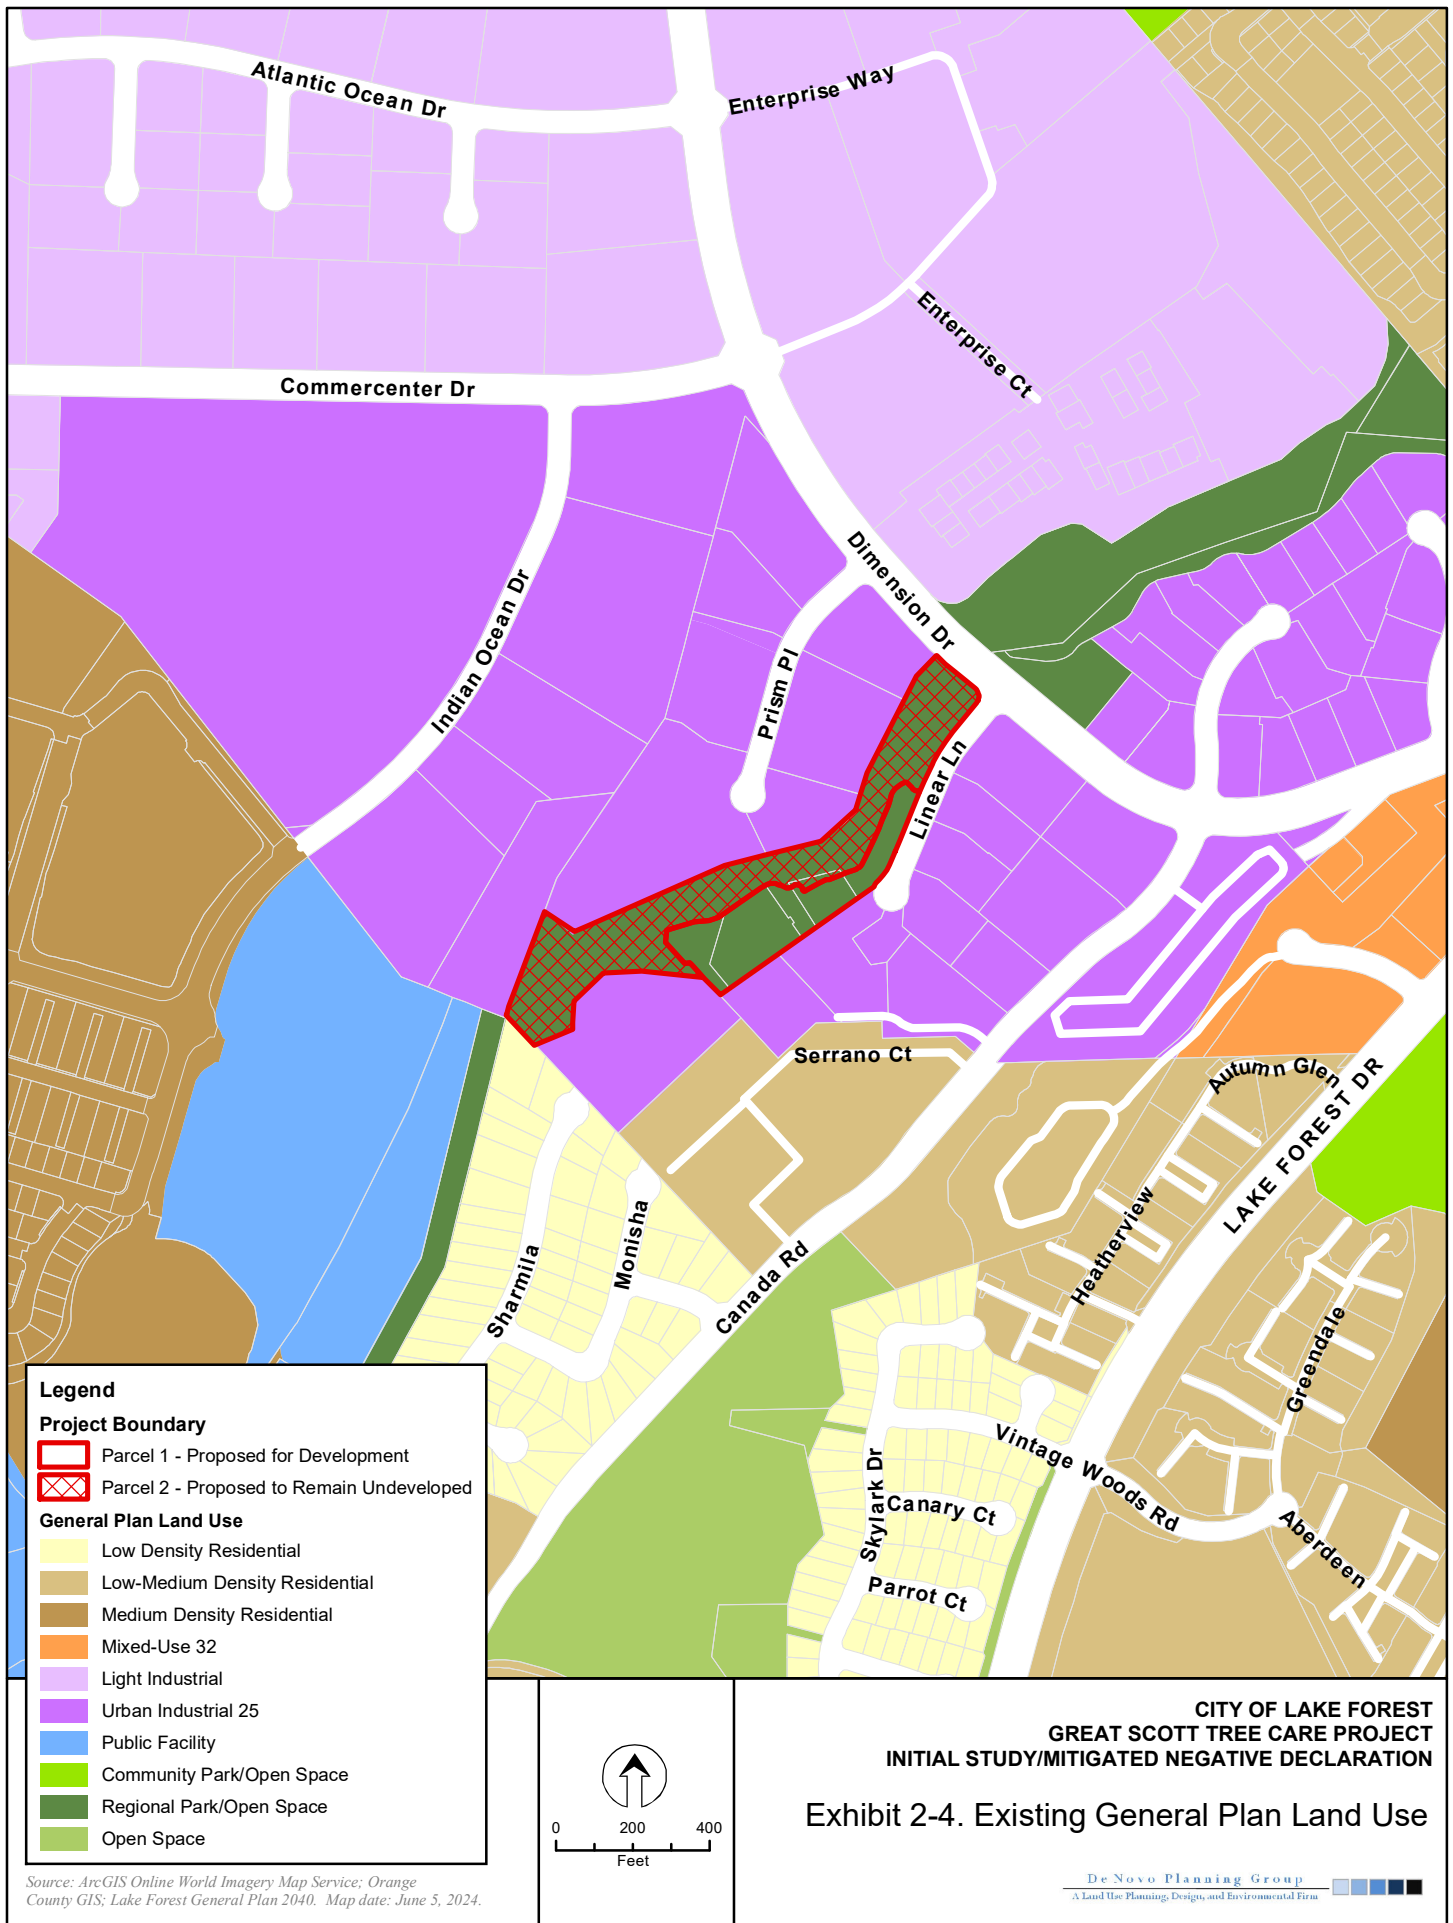 Atlantic Ocean Dr
Enterprise Way
Enterprise Ct
Commercenter Dr
Dimension Dr
Indian Ocean Dr
Prism Pl
Linear Ln
Serrano Ct
Autumn Glen
LAKE FOREST DR
Heatherview
Monisha
Sharmila
Canada Rd
Greendale
Vintage Woods Rd
Skylark Dr
Canary Ct
Aberdeen
Parrot Ct
Legend
Project Boundary
Parcel 1 - Proposed for Development
Parcel 2 - Proposed to Remain Undeveloped
General Plan Land Use
Low Density Residential
Low-Medium Density Residential
Medium Density Residential
Mixed-Use 32
Light Industrial
Urban Industrial 25
Public Facility
Community Park/Open Space
Regional Park/Open Space
Open Space
Source: ArcGIS Online World Imagery Map Service; Orange
County GIS; Lake Forest General Plan 2040. Map date: June 5, 2024.
0 200 400
Feet
CITY OF LAKE FOREST
GREAT SCOTT TREE CARE PROJECT
INITIAL STUDY/MITIGATED NEGATIVE DECLARATION
Exhibit 2-4. Existing General Plan Land Use
De Novo Planning Group
A Land Use Planning, Design, and Environmental Firm